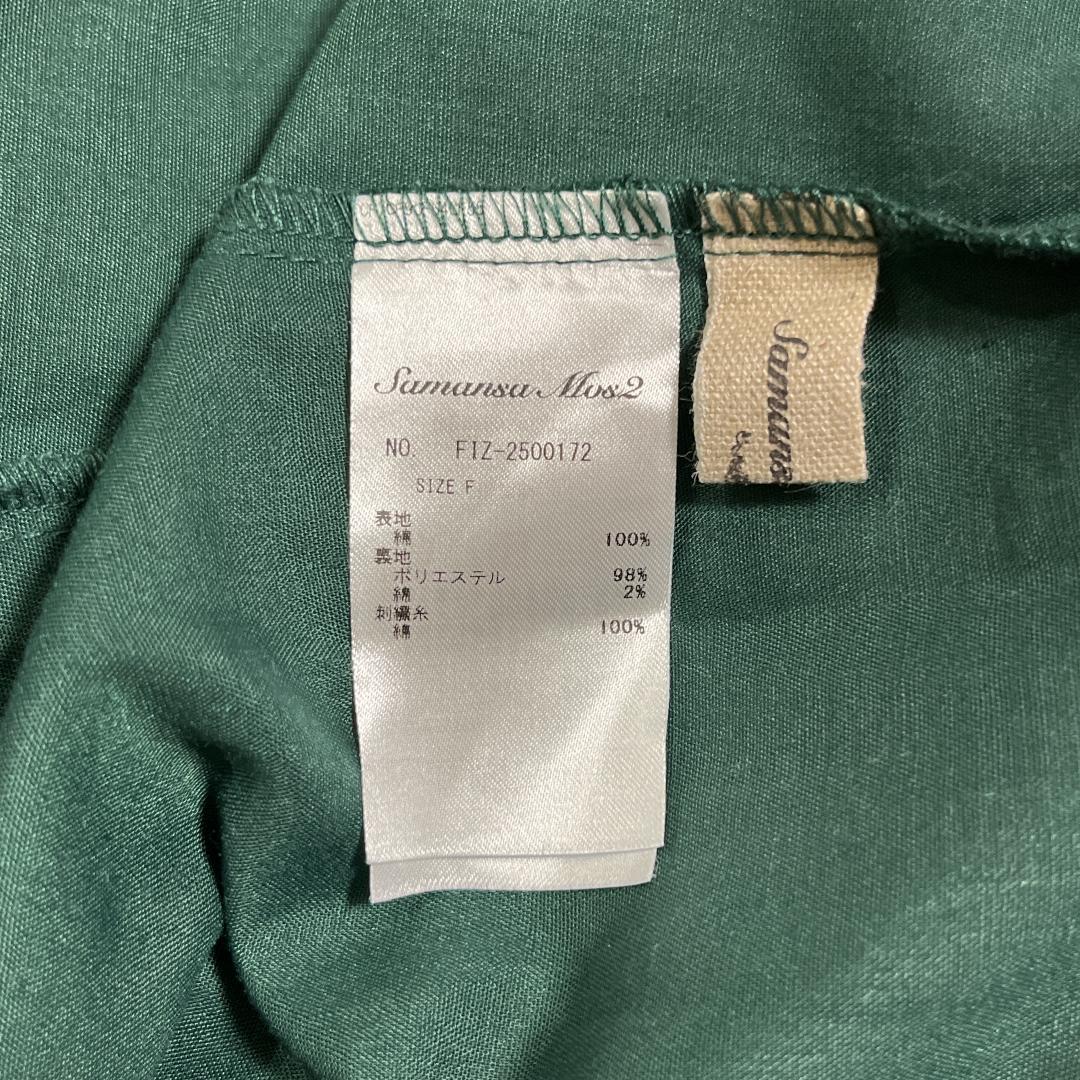 Samansa Mos2
NO. FIZ-2500172
SIZE F
表地
綿 100%
裏地
ポリエステル 98%
綿 2%
刺繍糸
綿 100%
Samansa